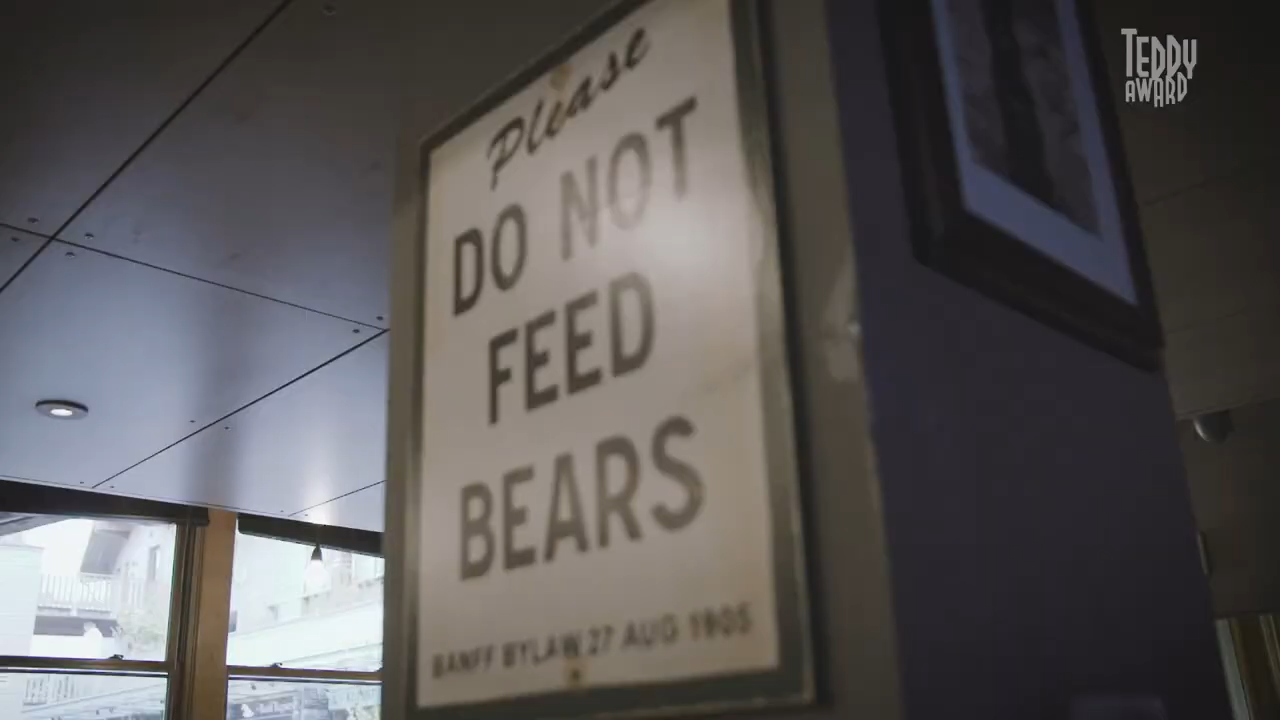 Please
DO NOT
FEED
BEARS
BANFF BYLAW 27 AUG 1905
TEDDY
AWARD